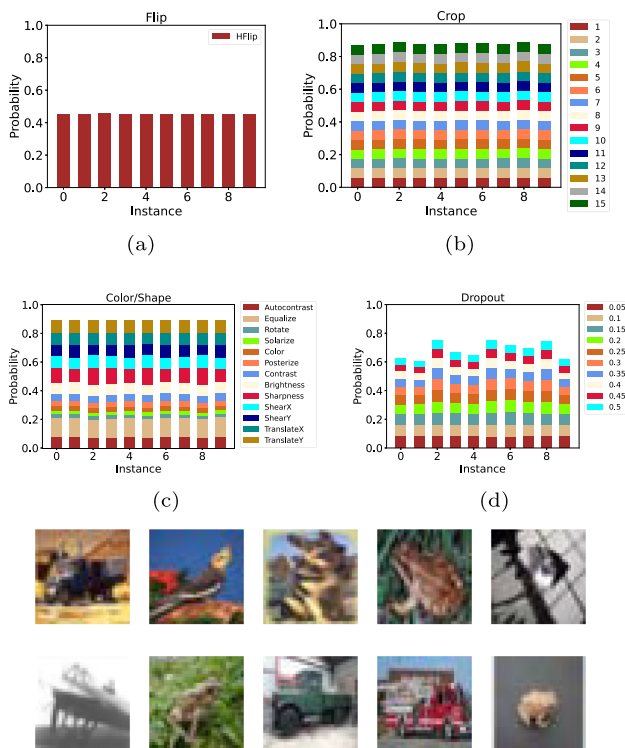 Flip
1.0
0.8
0.6
0.4
0.2
0.0
Probability
HFlip
0 2 4 6 8
Instance
(a)
Crop
1.0
0.8
0.6
0.4
0.2
0.0
Probability
0 2 4 6 8
Instance
1
2
3
4
5
6
7
8
9
10
11
12
13
14
15
(b)
Color/Shape
1.0
0.8
0.6
0.4
0.2
0.0
Probability
0 2 4 6 8
Instance
Autocontrast
Equalize
Rotate
Solarize
Color
Posterize
Contrast
Brightness
Sharpness
ShearX
ShearY
TranslateX
TranslateY
(c)
Dropout
1.0
0.8
0.6
0.4
0.2
0.0
Probability
0 2 4 6 8
Instance
0.05
0.1
0.15
0.2
0.25
0.3
0.35
0.4
0.45
0.5
(d)